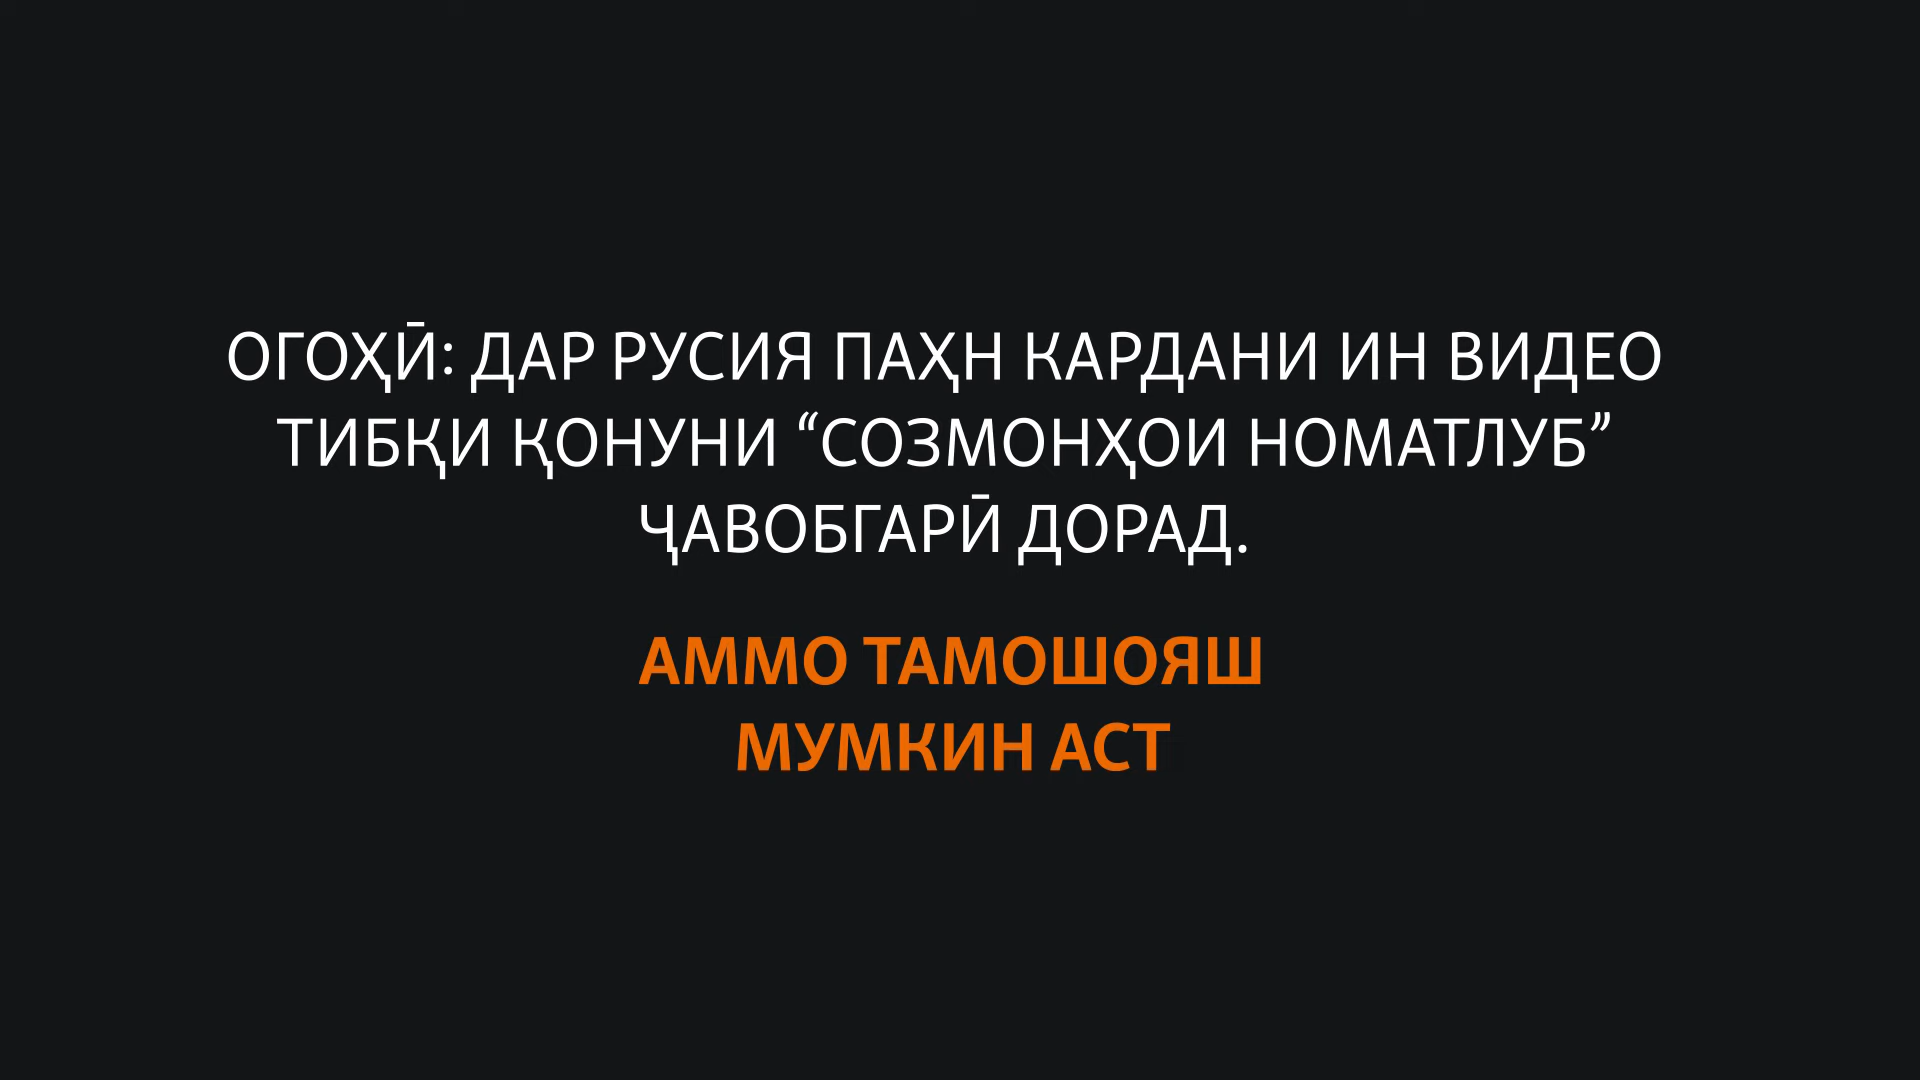 ОГОҲӢ: ДАР РУСИЯ ПАҲН КАРДАНИ ИН ВИДЕО
ТИБҚИ ҚОНУНИ “СОЗМОНҲОИ НОМАТЛУБ”
ҶАВОБГАРӢ ДОРАД.
АММО ТАМОШОЯШ
МУМКИН АСТ